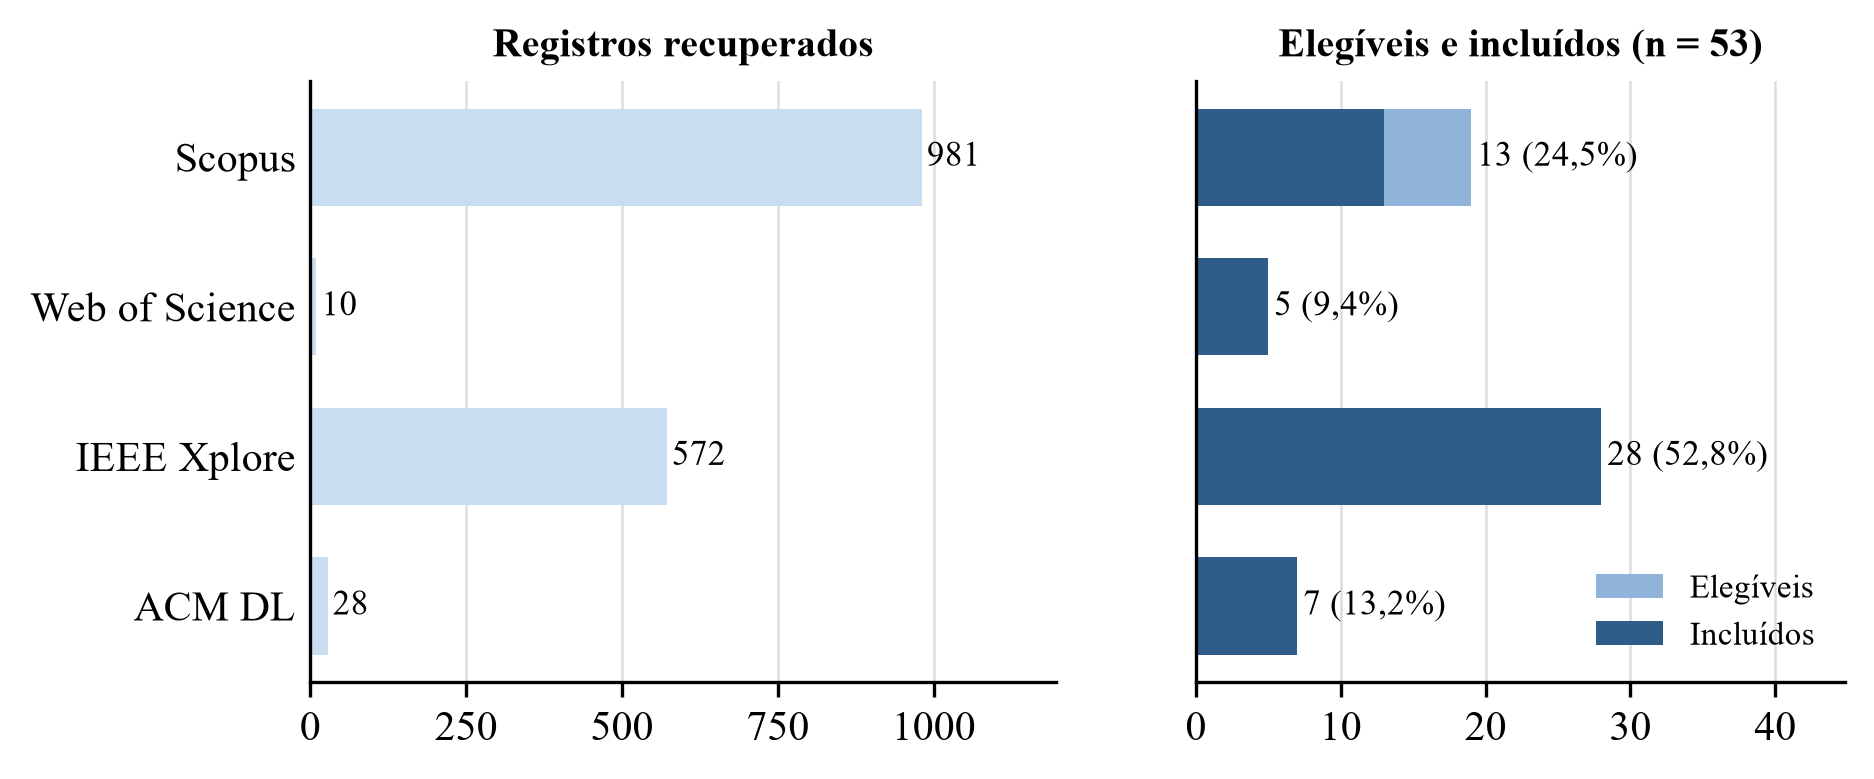 Registros recuperados
Scopus
981
Web of Science
10
IEEE Xplore
572
ACM DL
28
0 250 500 750 1000
Elegíveis e incluídos (n = 53)
13 (24,5%)
5 (9,4%)
28 (52,8%)
7 (13,2%)
Elegíveis
Incluídos
0 10 20 30 40